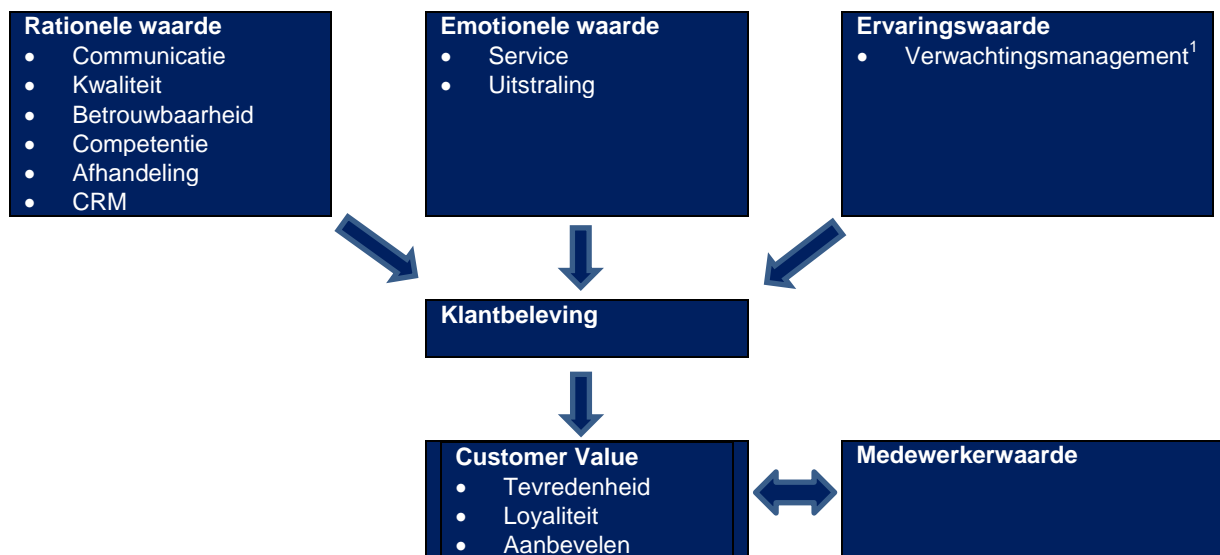 Rationele waarde
• Communicatie
• Kwaliteit
• Betrouwbaarheid
• Competentie
• Afhandeling
• CRM
Emotionele waarde
• Service
• Uitstraling
Ervaringswaarde
• Verwachtingsmanagement¹
Klantbeleving
Customer Value
• Tevredenheid
• Loyaliteit
• Aanbevelen
Medewerkerwaarde